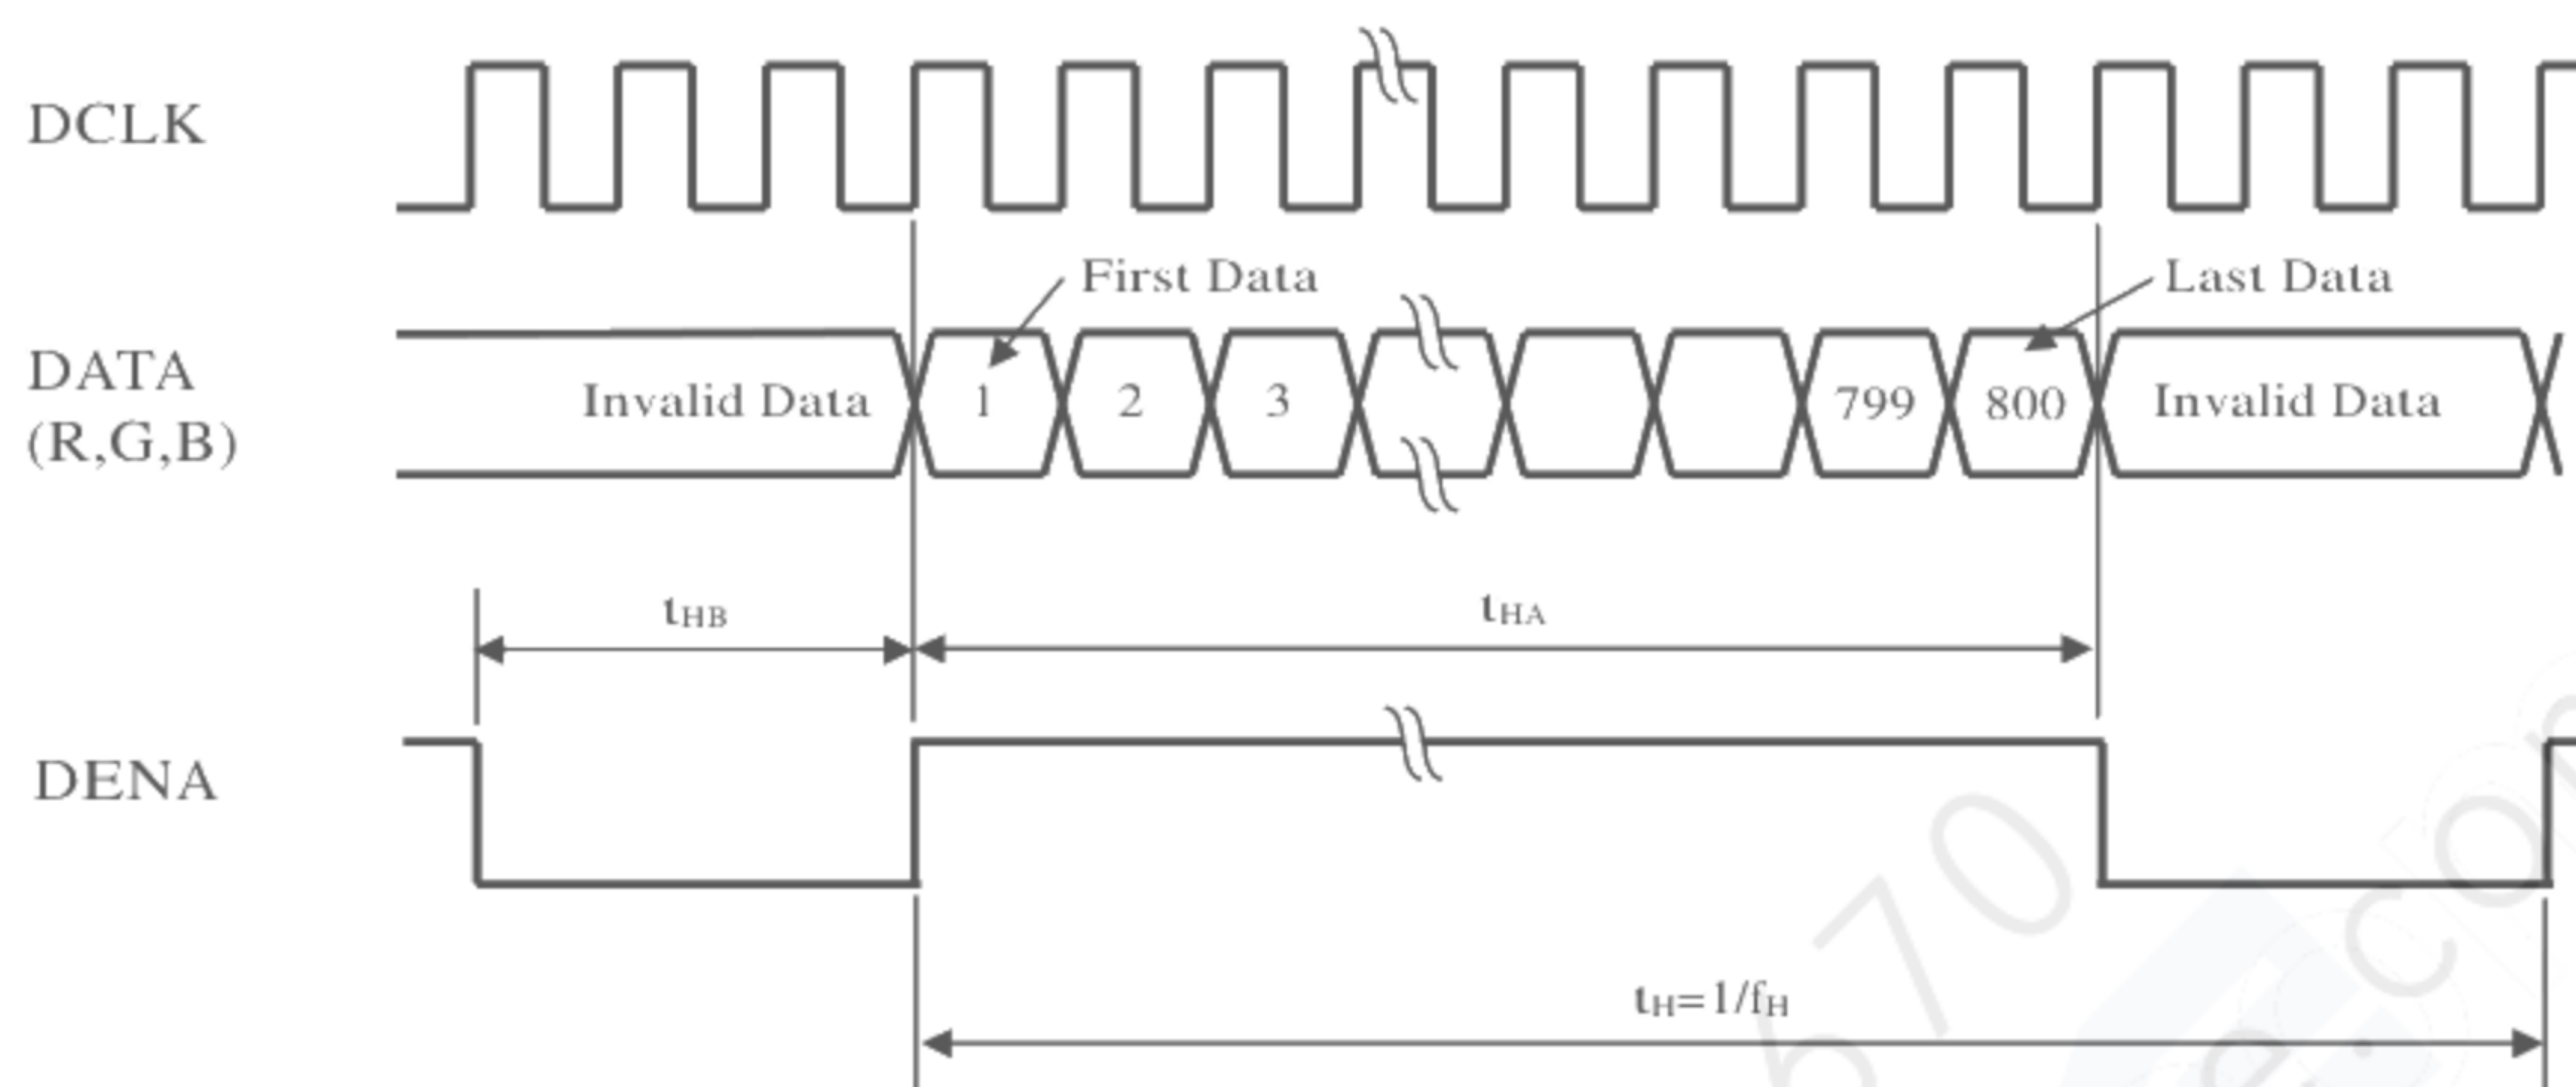 DCLK
First Data
Last Data
DATA
(R,G,B)
Invalid Data
1
2
3
799
800
Invalid Data
tHB
tHA
DENA
tH=1/fH